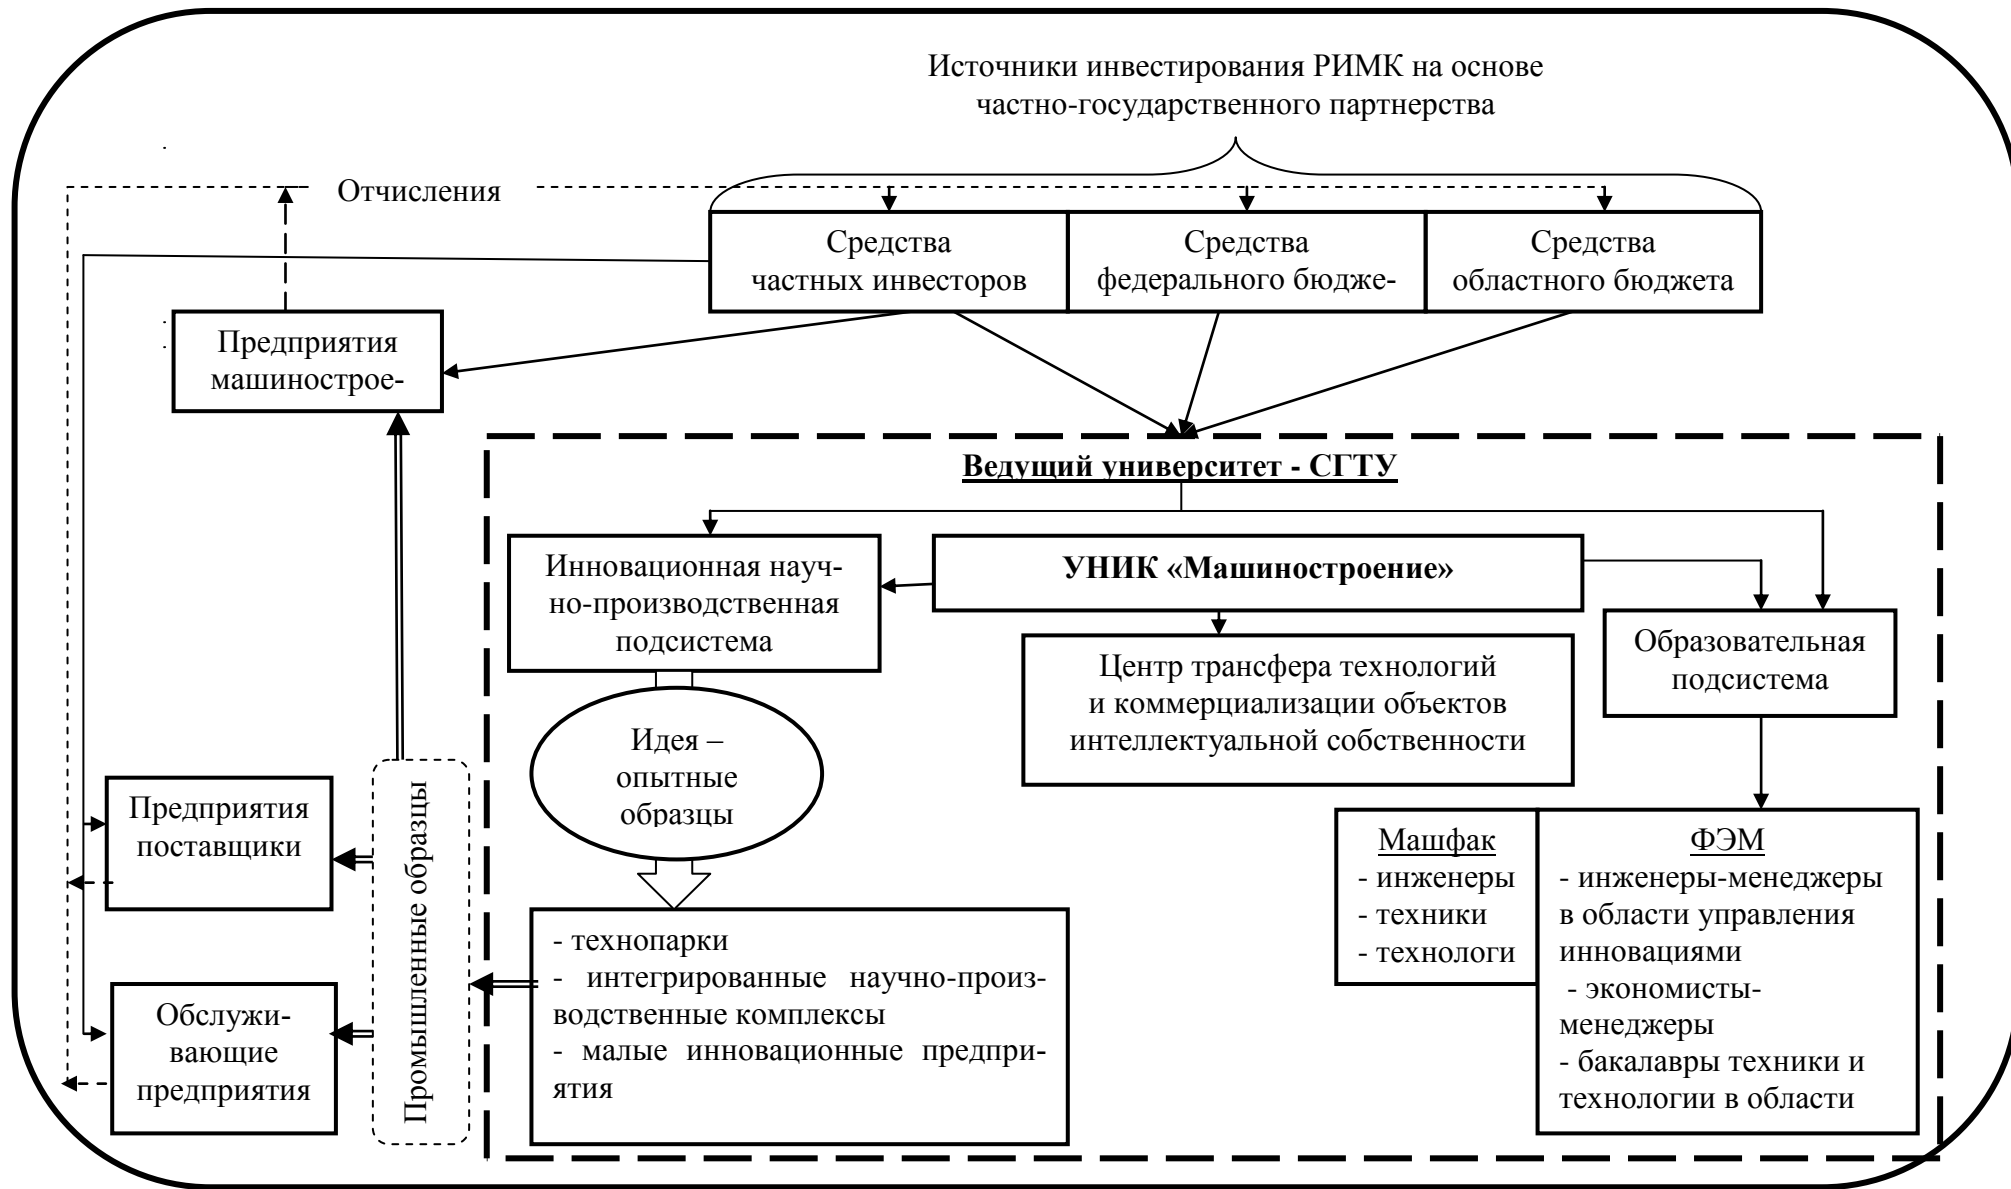 Источники инвестирования РИМК на основе
частно-государственного партнерства
Отчисления
Средства
частных инвесторов
Средства
федерального бюдже-
Средства
областного бюджета
Предприятия
машинострое-
Ведущий университет - СГТУ
Инновационная науч-
но-производственная
подсистема
УНИК «Машиностроение»
Центр трансфера технологий
и коммерциализации объектов
интеллектуальной собственности
Образовательная
подсистема
Идея –
опытные
образцы
Предприятия
поставщики
Обслужи-
вающие
предприятия
Промышленные образцы
- технопарки
- интегрированные научно-произ-
водственные комплексы
- малые инновационные предпри-
ятия
Машфак
- инженеры
- техники
- технологи
ФЭМ
- инженеры-менеджеры
в области управления
инновациями
- экономисты-
менеджеры
- бакалавры техники и
технологии в области